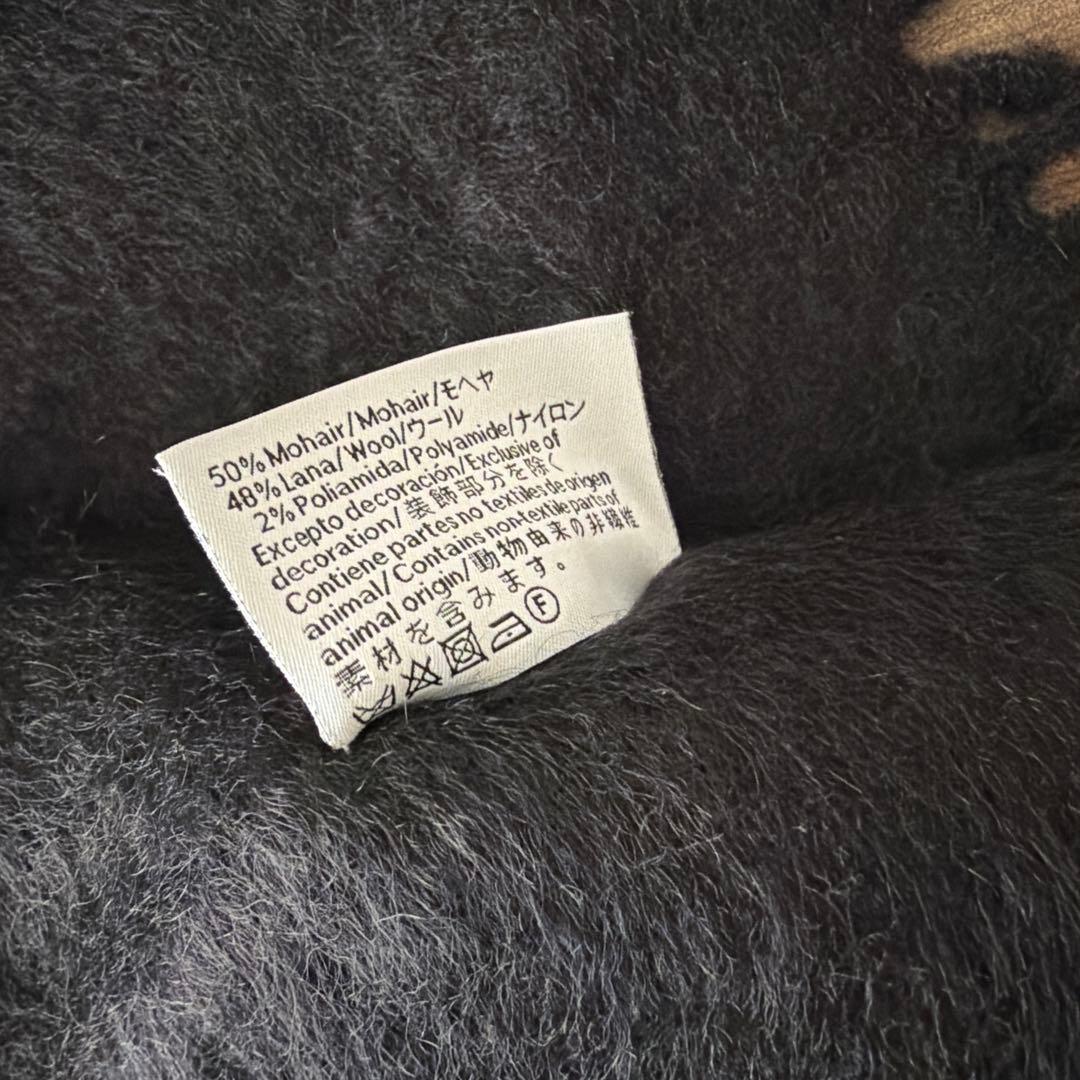 50% Mohair/Mohair/モヘヤ
48% Lana/Wool/ウール
2% Poliamida/Polyamide/ナイロン
Excepto decoración/Exclusive of
decoration/装飾部分を除く
Contiene partes no textiles de origen
animal/Contains non-textile parts of
animal origin/動物由来の非繊維
素材を含みます。
F